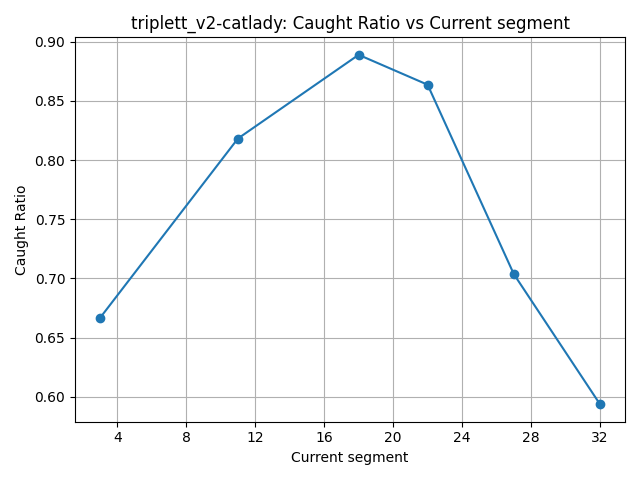 triplett_v2-catlady: Caught Ratio vs Current segment
0.90
0.85
0.80
0.75
0.70
0.65
0.60
Caught Ratio
4 8 12 16 20 24 28 32
Current segment